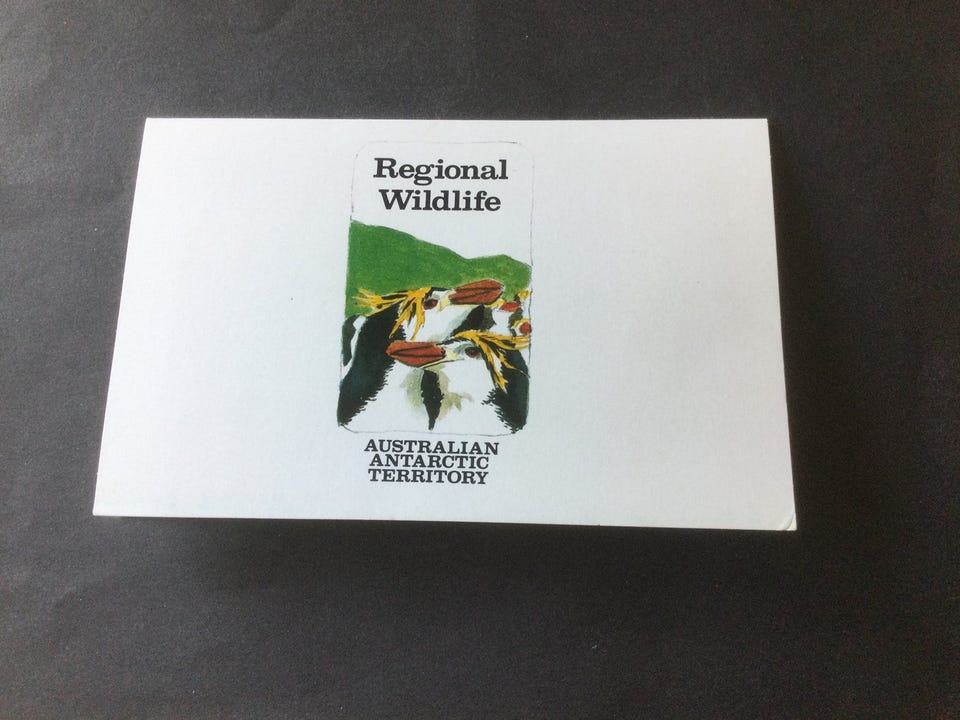 Regional
Wildlife
AUSTRALIAN
ANTARCTIC
TERRITORY